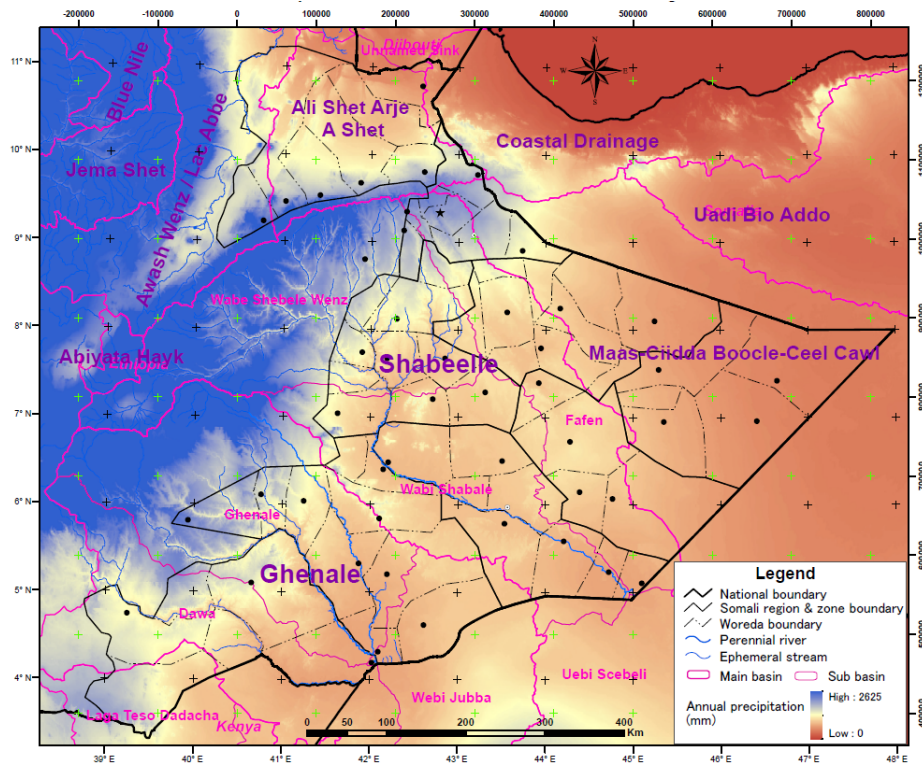 -200000 -100000 0 100000 200000 300000 400000 500000 600000 700000 800000
Djibouti
Unnamed Sink
11° N
N
W E
S
Blue Nile
Ali Shet Arje
A Shet
Coastal Drainage
10° N
Jema Shet
Awash Wenz / Lac Abbe
Uadi Bio Addo
9° N
Wabe Shebele Wenz
8° N
Abiyata Hayk
Ethiopia
Shabeelle
Maas-Ciidda Boocle-Ceel Cawl
7° N
Fafen
Wabi Shabale
6° N
Ghenale
Ghenale
5° N
Dawa
4° N
Laga Teso Dadacha
Kenya
Webi Jubba
Uebi Scebeli
0 50 100 200 300 400
Km
Legend
National boundary
Somali region & zone boundary
Woreda boundary
Perennial river
Ephemeral stream
Main basin Sub basin
Annual precipitation
(mm)
High : 2625
Low : 0
39° E 40° E 41° E 42° E 43° E 44° E 45° E 46° E 47° E 48° E